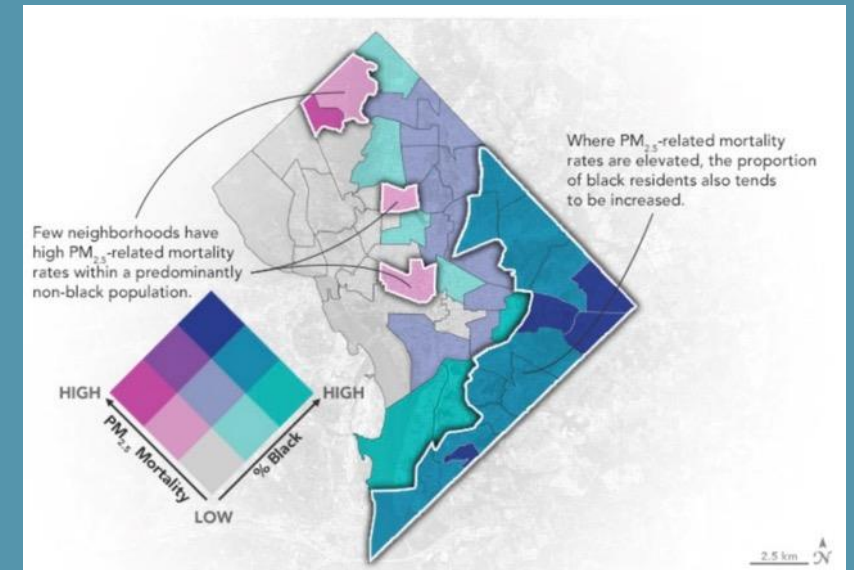 Where PM2.5-related mortality
rates are elevated, the proportion
of black residents also tends
to be increased.
Few neighborhoods have
high PM2.5-related mortality
rates within a predominantly
non-black population.
HIGH
HIGH
PM2.5 Mortality
% Black
LOW
2.5 km
N